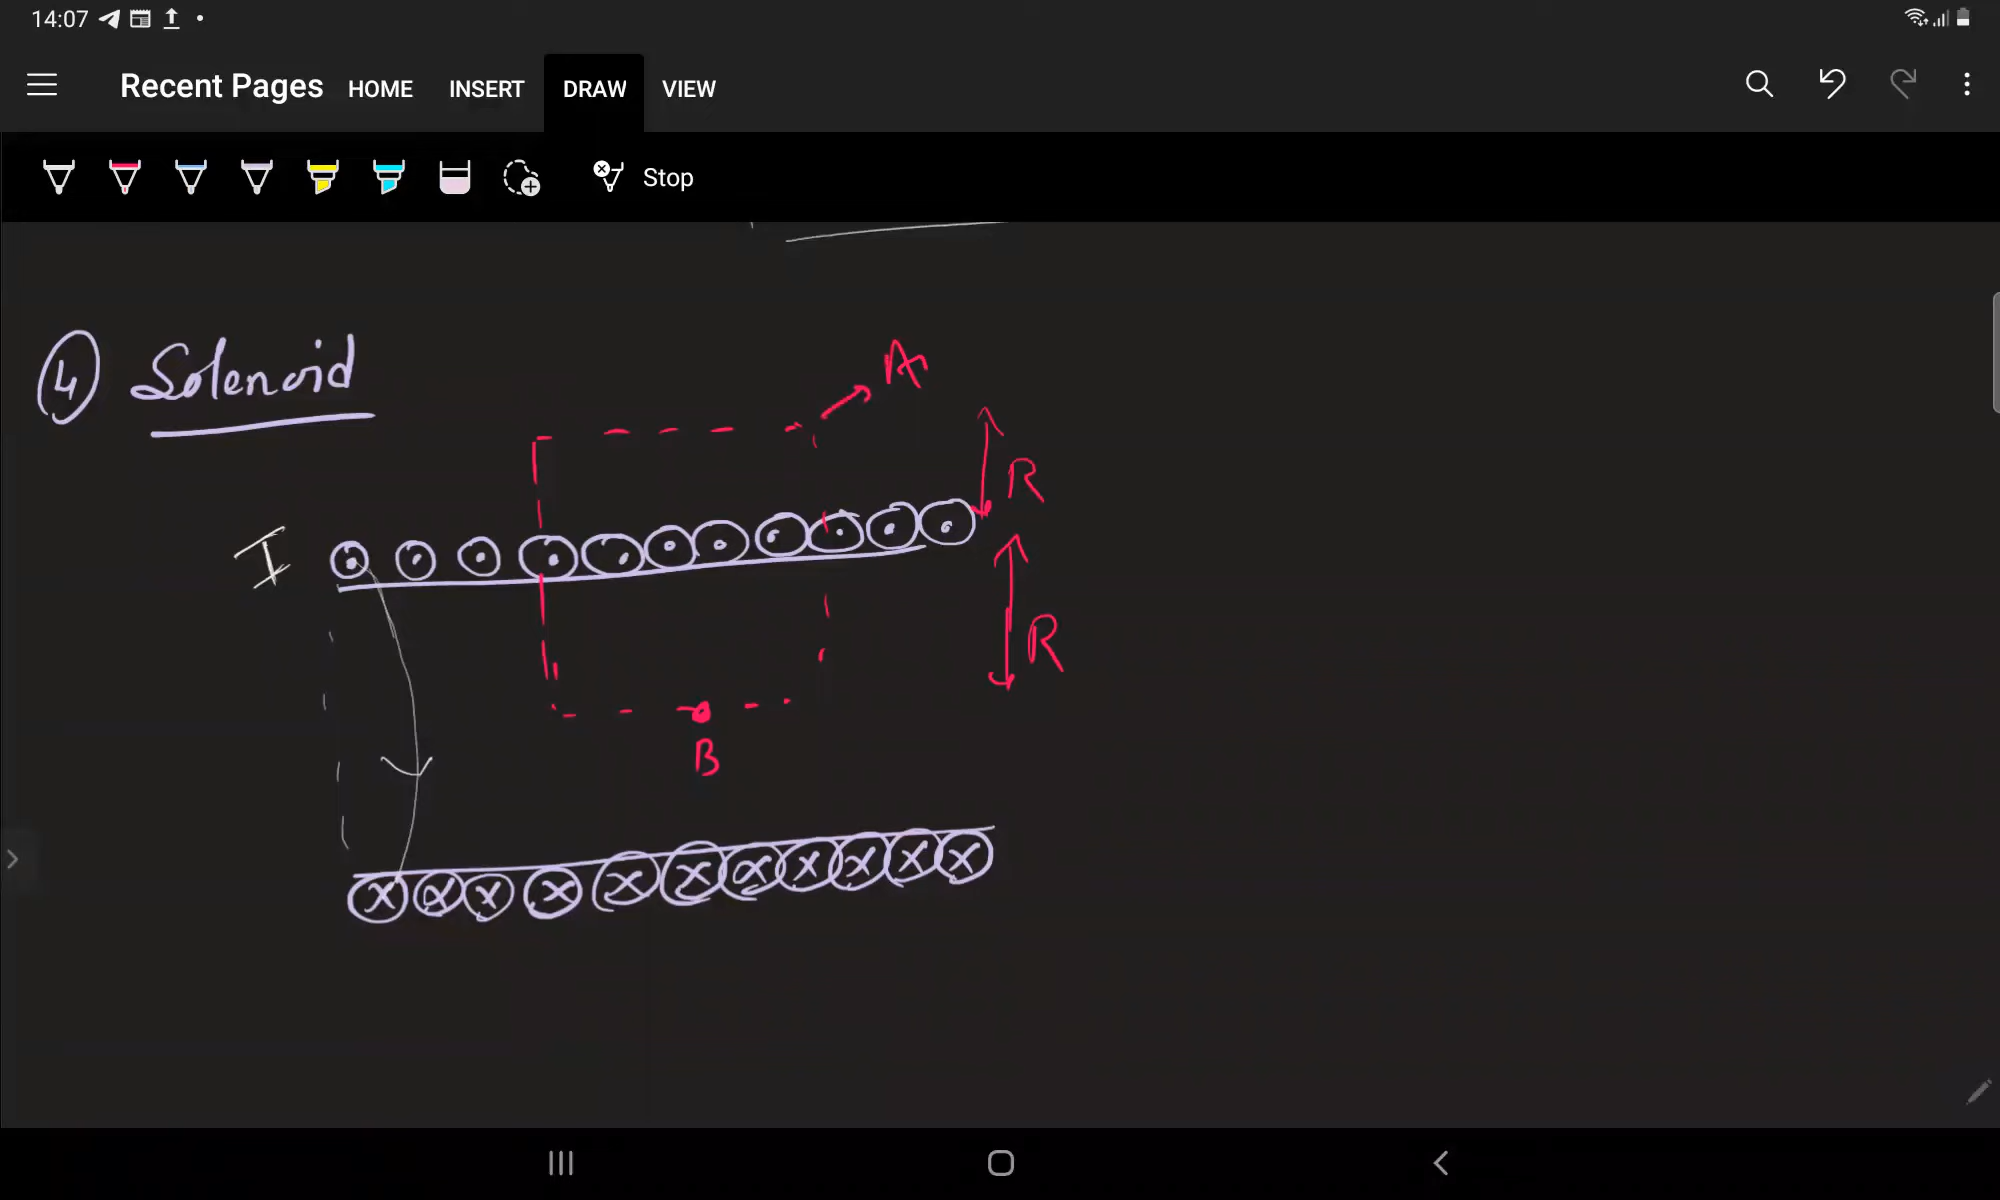 14:07
Recent Pages HOME INSERT DRAW VIEW
Stop
4 Solenoid
A
R
I
R
B